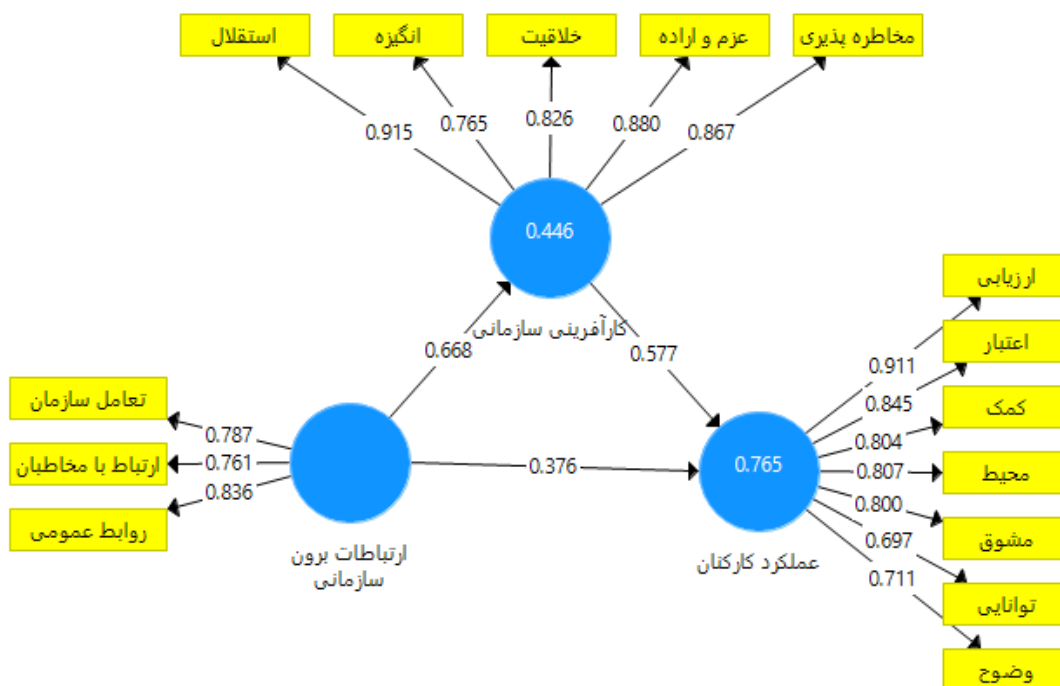 مخاطره پذیری
عزم و اراده
خلاقیت
انگیزه
استقلال
0.915
0.765
0.826
0.880
0.867
0.446
کارآفرینی سازمانی
0.668
0.577
تعامل سازمان
ارتباط با مخاطبان
روابط عمومی
0.787
0.761
0.836
ارتباطات برون
سازمانی
0.376
0.765
عملکرد کارکنان
0.911
0.845
0.804
0.807
0.800
0.697
0.711
ارزیابی
اعتبار
کمک
محیط
مشوق
توانایی
وضوح